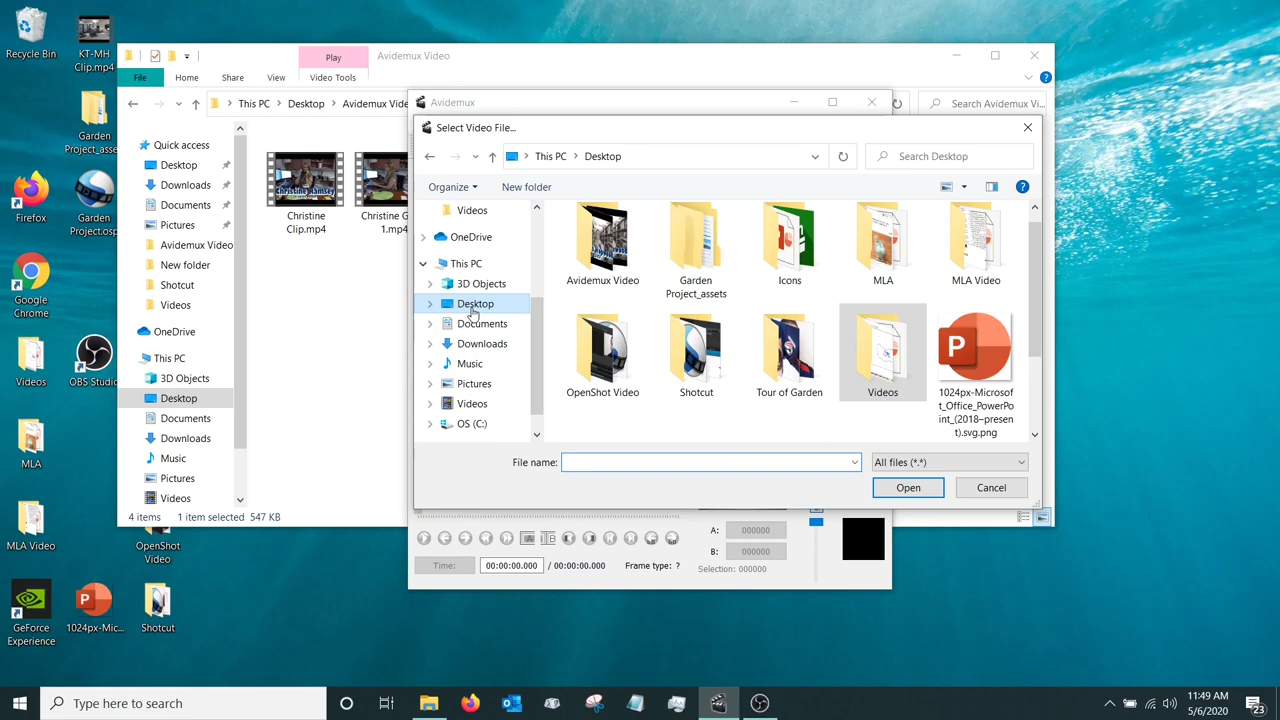 Recycle Bin
KT-MH
Clip.mp4
Garden
Project_assets
Firefox
Garden
Project.osp
Google
Chrome
Videos
OBS Studio
MLA
MLA Video
OpenShot
Video
GeForce
Experience
1024px-Mic...
Shotcut
Play
Avidemux Video
File
Home
Share
View
Video Tools
This PC
Desktop
Avidemux Vide
Search Avidemux Vi...
Quick access
Desktop
Downloads
Documents
Pictures
Avidemux Video
New folder
Shotcut
Videos
OneDrive
This PC
3D Objects
Desktop
Documents
Downloads
Music
Pictures
Videos
Christine
Clip.mp4
Christine G
1.mp4
4 items
1 item selected 547 KB
Avidemux
Select Video File...
This PC
Desktop
Search Desktop
Organize
New folder
Videos
OneDrive
This PC
3D Objects
Desktop
Documents
Downloads
Music
Pictures
Videos
OS (C:)
Avidemux Video
Garden
Project_assets
Icons
MLA
MLA Video
OpenShot Video
Shotcut
Tour of Garden
Videos
1024px-Microsof
t_Office_PowerPo
int_(2018–presen
t).svg.png
File name:
All files (*.*)
Open
Cancel
A:
000000
B:
000000
Selection: 000000
Time:
00:00:00.000
/ 00:00:00.000
Frame type: ?
Type here to search
11:49 AM
5/6/2020
23